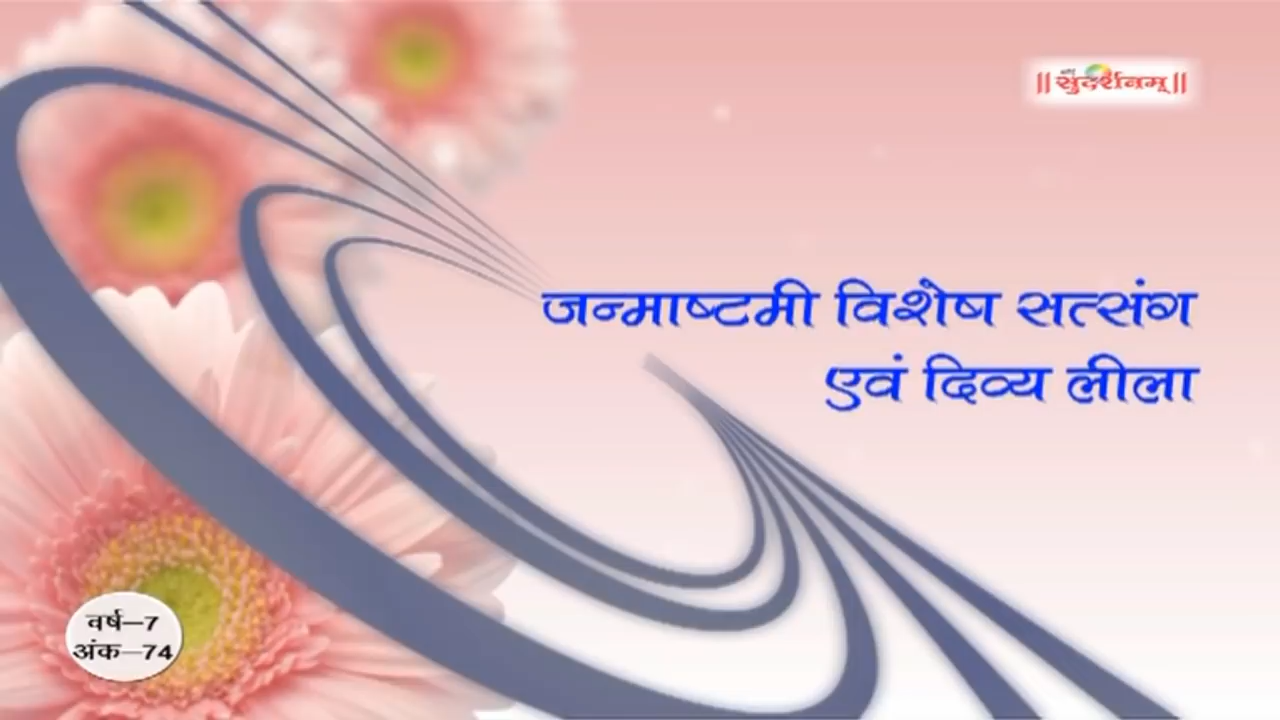 ॥ सुदर्शनम् ॥
जन्माष्टमी विशेष सत्संग
एवं दिव्य लीला
वर्ष–7
अंक–74